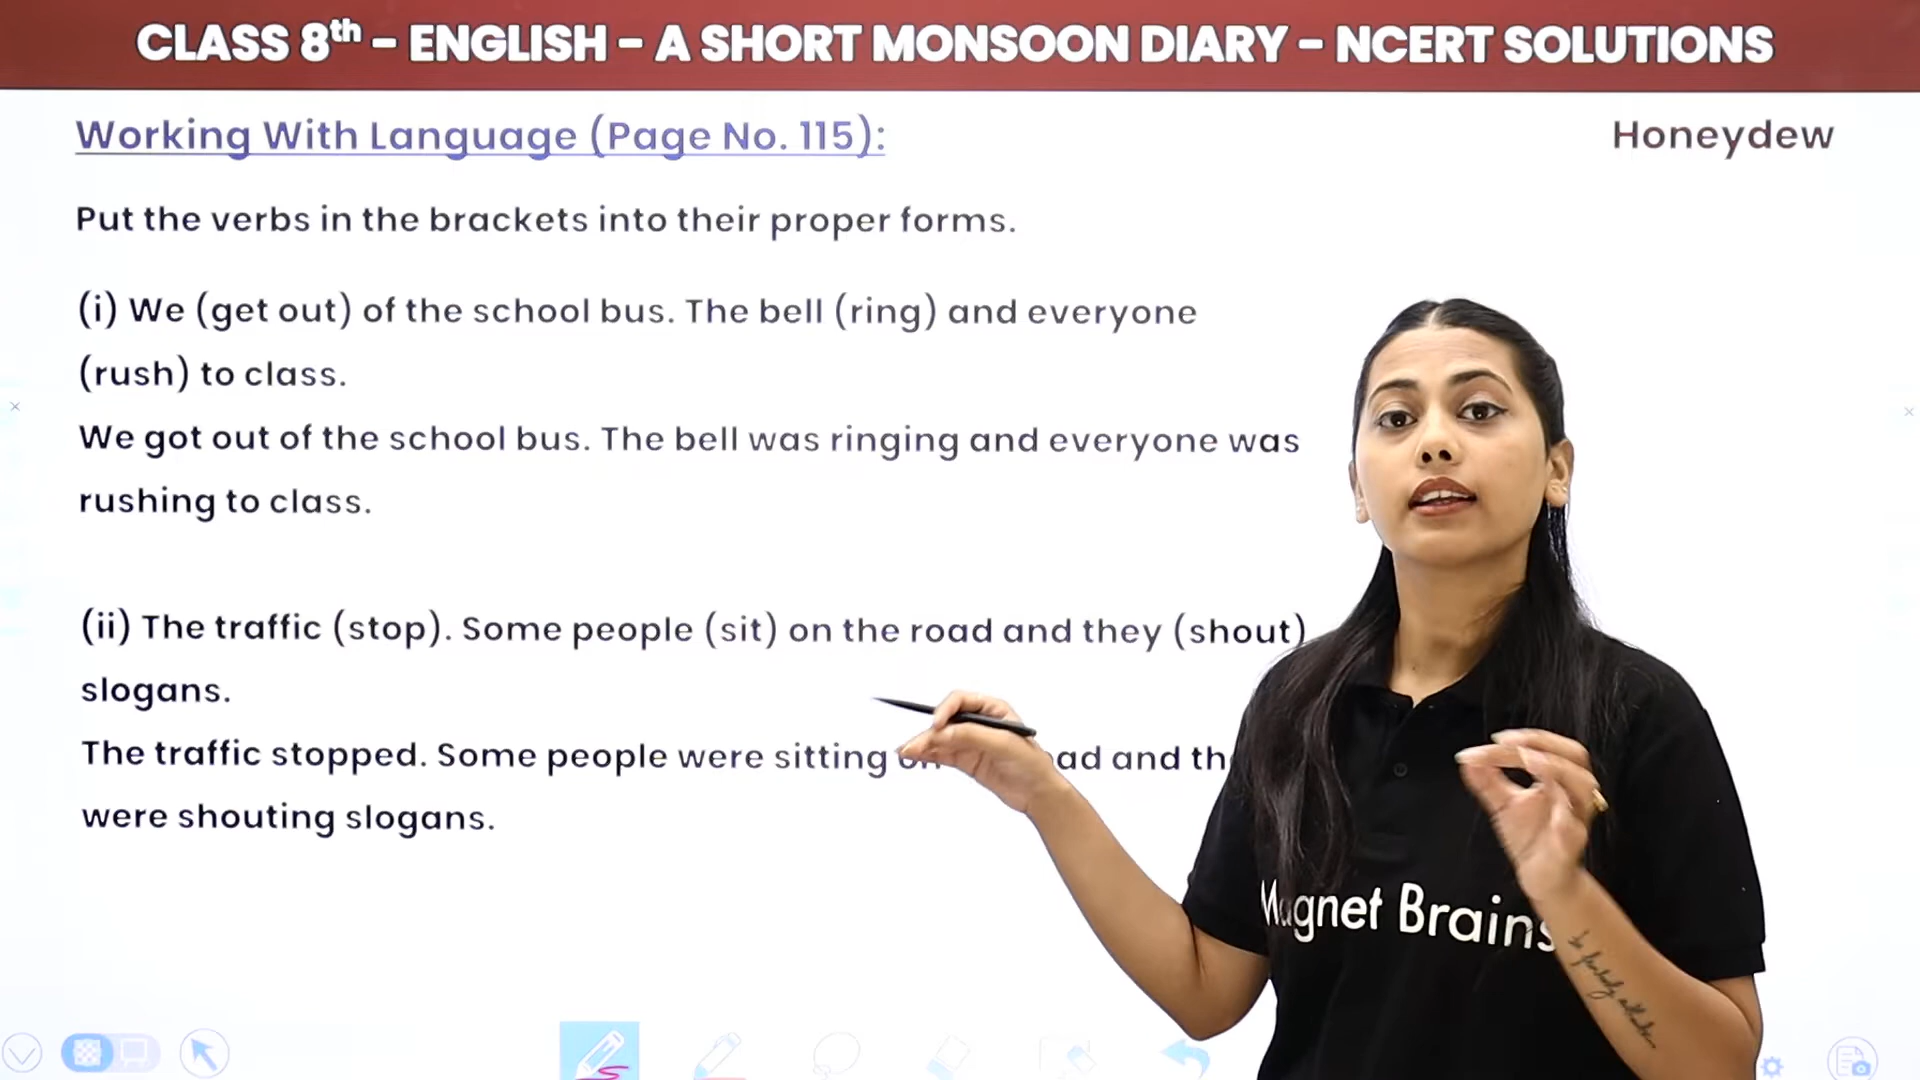 CLASS 8th – ENGLISH – A SHORT MONSOON DIARY – NCERT SOLUTIONS
Working With Language (Page No. 115):
Honeydew
Put the verbs in the brackets into their proper forms.
(i) We (get out) of the school bus. The bell (ring) and everyone
(rush) to class.
We got out of the school bus. The bell was ringing and everyone was
rushing to class.
(ii) The traffic (stop). Some people (sit) on the road and they (shout)
slogans.
The traffic stopped. Some people were sitting and
were shouting slogans.
Magnet Brains